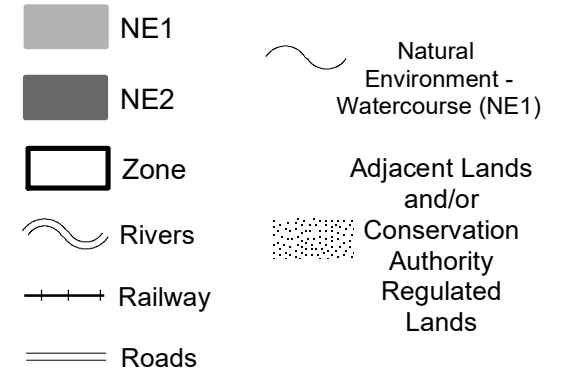 NE1
NE2
Zone
Rivers
Railway
Roads
Natural
Environment -
Watercourse (NE1)
Adjacent Lands
and/or
Conservation
Authority
Regulated
Lands